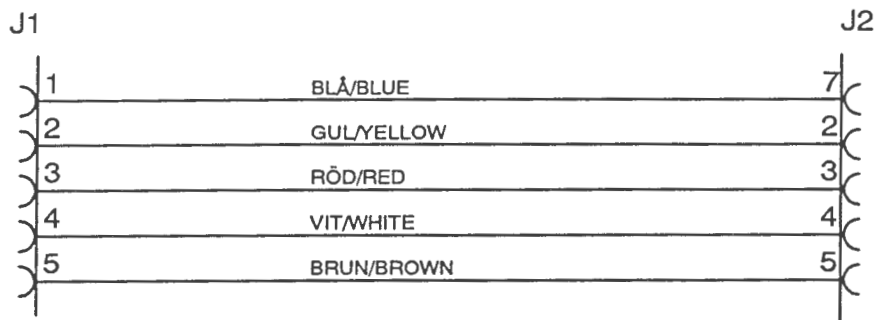 J1 J2
1 BLÅ/BLUE 7
2 GUL/YELLOW 2
3 RÖD/RED 3
4 VIT/WHITE 4
5 BRUN/BROWN 5